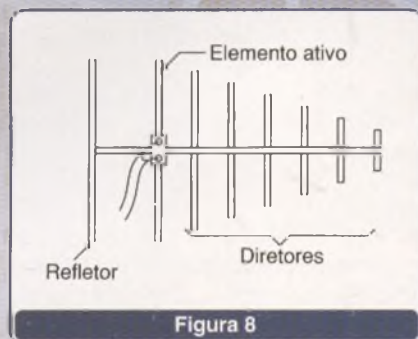 Elemento ativo
Diretores
Refletor
Figura 8